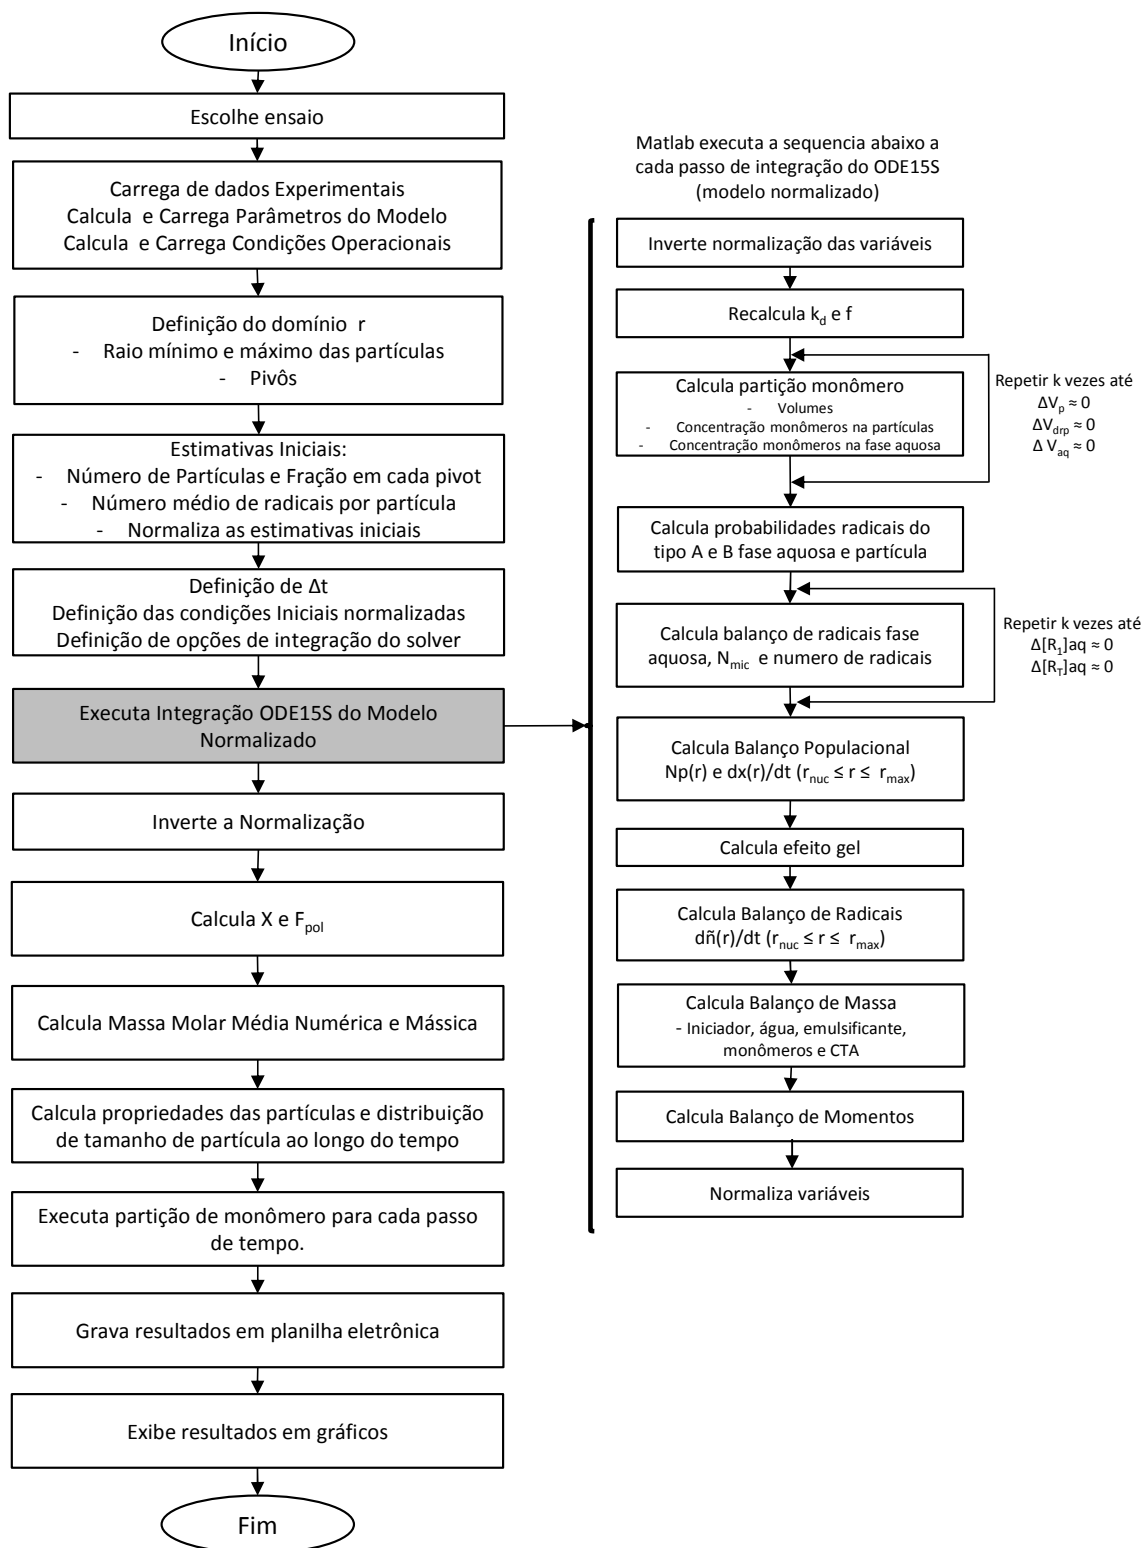 Início
Escolhe ensaio
Carrega de dados Experimentais
Calcula e Carrega Parâmetros do Modelo
Calcula e Carrega Condições Operacionais
Definição do domínio r
- Raio mínimo e máximo das partículas
- Pivôs
Estimativas Iniciais:
- Número de Partículas e Fração em cada pivot
- Número médio de radicais por partícula
- Normaliza as estimativas iniciais
Definição de Δt
Definição das condições Iniciais normalizadas
Definição de opções de integração do solver
Executa Integração ODE15S do Modelo
Normalizado
Inverte a Normalização
Calcula X e F_pol
Calcula Massa Molar Média Numérica e Mássica
Calcula propriedades das partículas e distribuição
de tamanho de partícula ao longo do tempo
Executa partição de monômero para cada passo
de tempo.
Grava resultados em planilha eletrônica
Exibe resultados em gráficos
Fim
Matlab executa a sequencia abaixo a
cada passo de integração do ODE15S
(modelo normalizado)
Inverte normalização das variáveis
Recalcula k_d e f
Calcula partição monômero
- Volumes
- Concentração monômeros na partículas
- Concentração monômeros na fase aquosa
Repetir k vezes até
ΔV_p ≈ 0
ΔV_drp ≈ 0
Δ V_aq ≈ 0
Calcula probabilidades radicais do
tipo A e B fase aquosa e partícula
Calcula balanço de radicais fase
aquosa, N_mic e numero de radicais
Repetir k vezes até
Δ[R_1]aq ≈ 0
Δ[R_T]aq ≈ 0
Calcula Balanço Populacional
Np(r) e dx(r)/dt (r_nuc ≤ r ≤ r_max)
Calcula efeito gel
Calcula Balanço de Radicais
dñ(r)/dt (r_nuc ≤ r ≤ r_max)
Calcula Balanço de Massa
- Iniciador, água, emulsificante,
monômeros e CTA
Calcula Balanço de Momentos
Normaliza variáveis